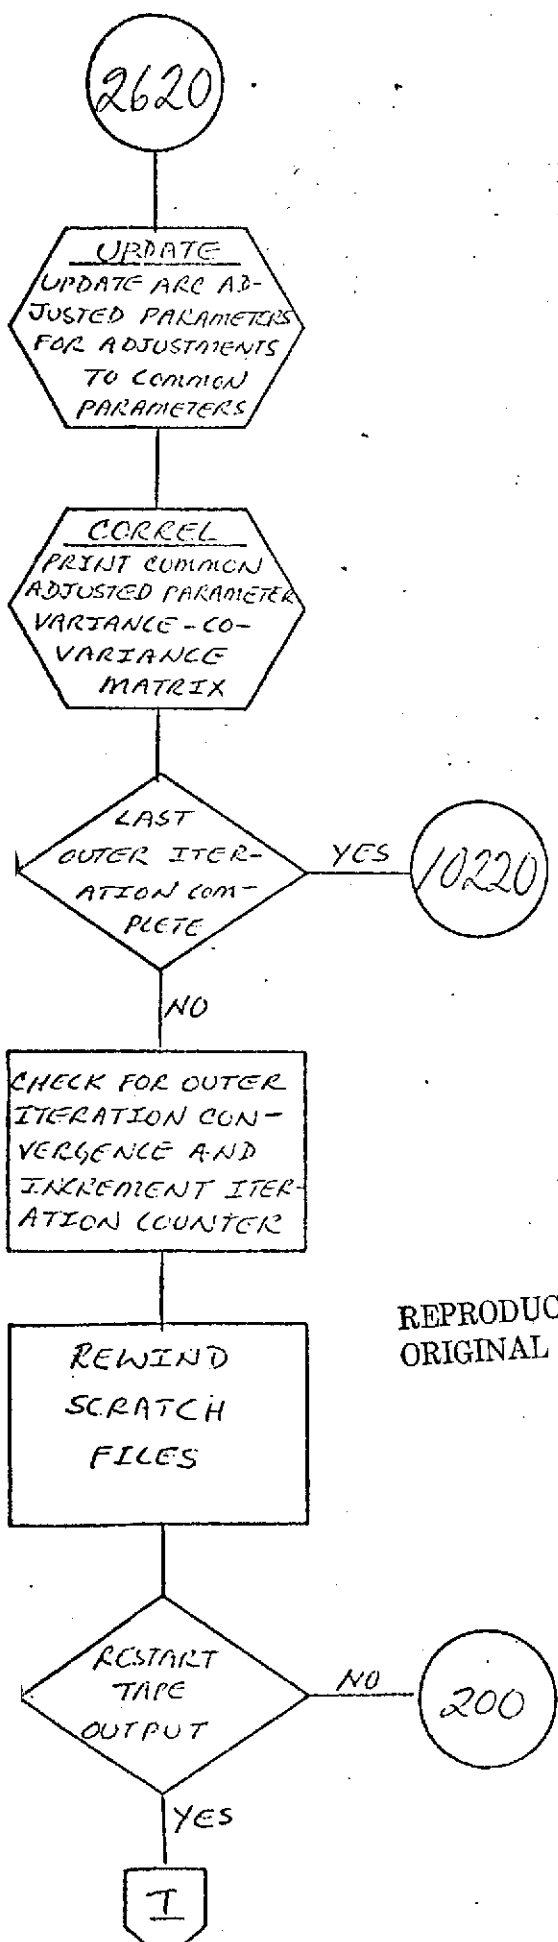 2620
UPDATE
UPDATE ARC AD-
JUSTED PARAMETERS
FOR ADJUSTMENTS
TO COMMON
PARAMETERS
CORREL
PRINT COMMON
ADJUSTED PARAMETER
VARIANCE-CO-
VARIANCE
MATRIX
LAST
OUTER ITER-
ATION COM-
PLETE
YES
10220
NO
CHECK FOR OUTER
ITERATION CON-
VERGENCE AND
INCREMENT ITER-
ATION COUNTER
REPRODUC
ORIGINAL
REWIND
SCRATCH
FILES
RESTART
TAPE
OUTPUT
NO
200
YES
I